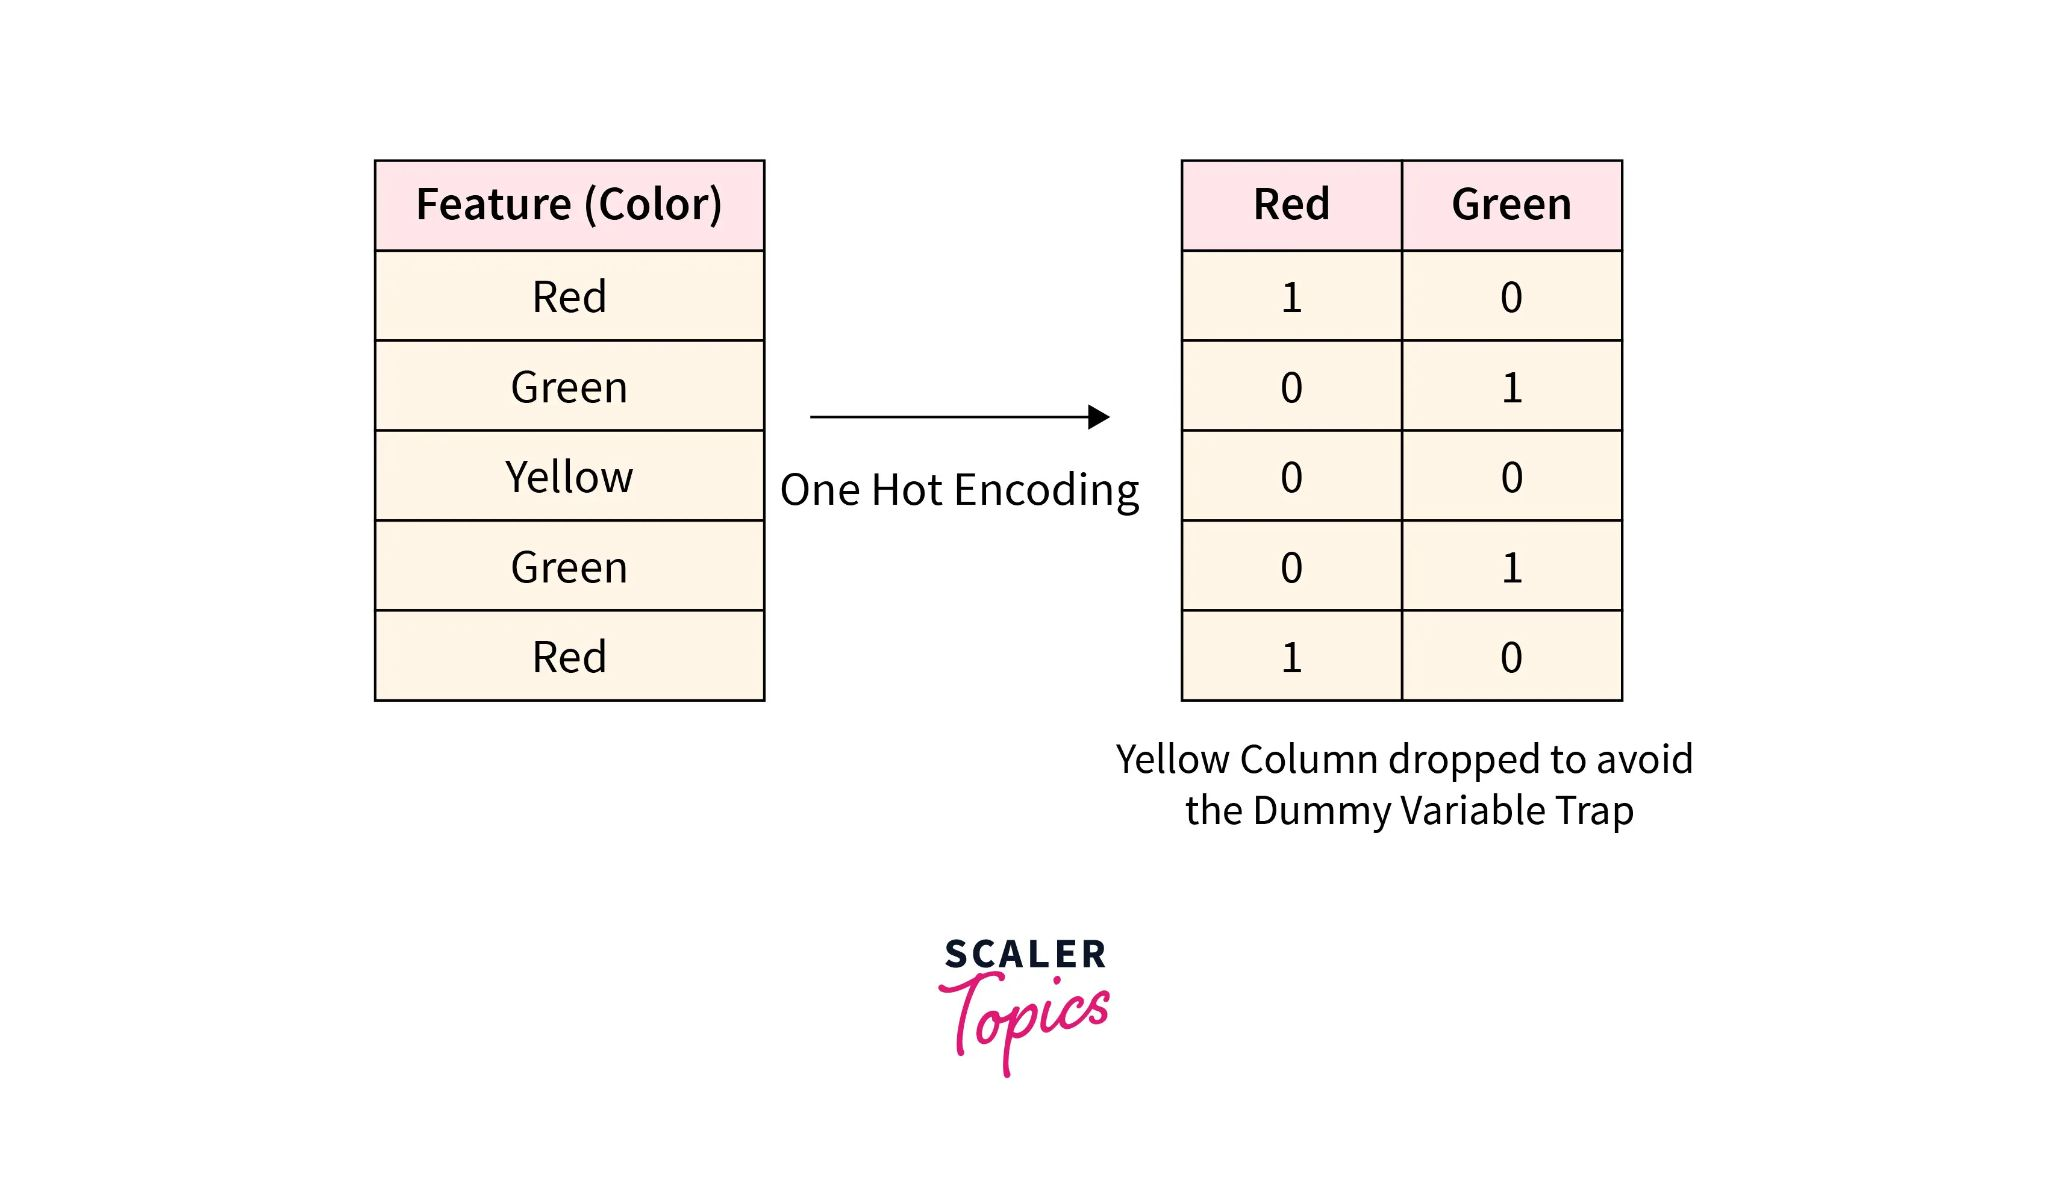 Feature (Color)
Red
Green
Yellow
Green
Red
One Hot Encoding
Red Green
1 0
0 1
0 0
0 1
1 0
Yellow Column dropped to avoid
the Dummy Variable Trap
SCALER
Topics